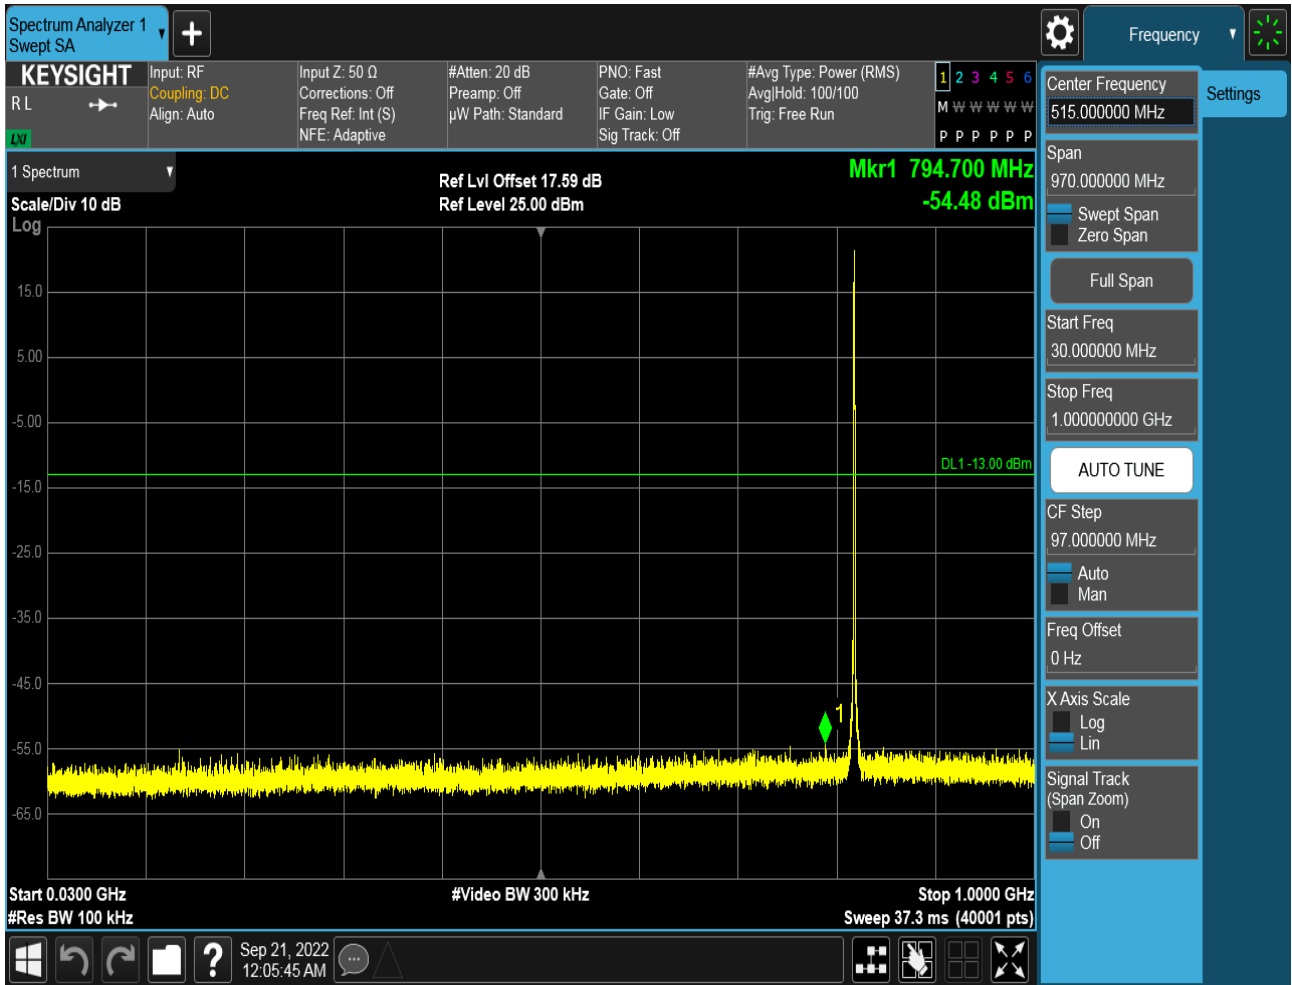 Spectrum Analyzer 1
Swept SA
Frequency
KEYSIGHT
R L
LXI
Input: RF
Coupling: DC
Align: Auto
Input Z: 50 Ω
Corrections: Off
Freq Ref: Int (S)
NFE: Adaptive
#Atten: 20 dB
Preamp: Off
µW Path: Standard
PNO: Fast
Gate: Off
IF Gain: Low
Sig Track: Off
#Avg Type: Power (RMS)
Avg|Hold: 100/100
Trig: Free Run
1 2 3 4 5 6
M W W W W W
P P P P P P
1 Spectrum
Scale/Div 10 dB
Log
Ref Lvl Offset 17.59 dB
Ref Level 25.00 dBm
Mkr1 794.700 MHz
-54.48 dBm
15.0
5.00
-5.00
DL1 -13.00 dBm
-15.0
-25.0
-35.0
-45.0
1
-55.0
-65.0
Start 0.0300 GHz
#Video BW 300 kHz
Stop 1.0000 GHz
#Res BW 100 kHz
Sweep 37.3 ms (40001 pts)
Center Frequency
515.000000 MHz
Settings
Span
970.000000 MHz
Swept Span
Zero Span
Full Span
Start Freq
30.000000 MHz
Stop Freq
1.000000000 GHz
AUTO TUNE
CF Step
97.000000 MHz
Auto
Man
Freq Offset
0 Hz
X Axis Scale
Log
Lin
Signal Track
(Span Zoom)
On
Off
?
Sep 21, 2022
12:05:45 AM